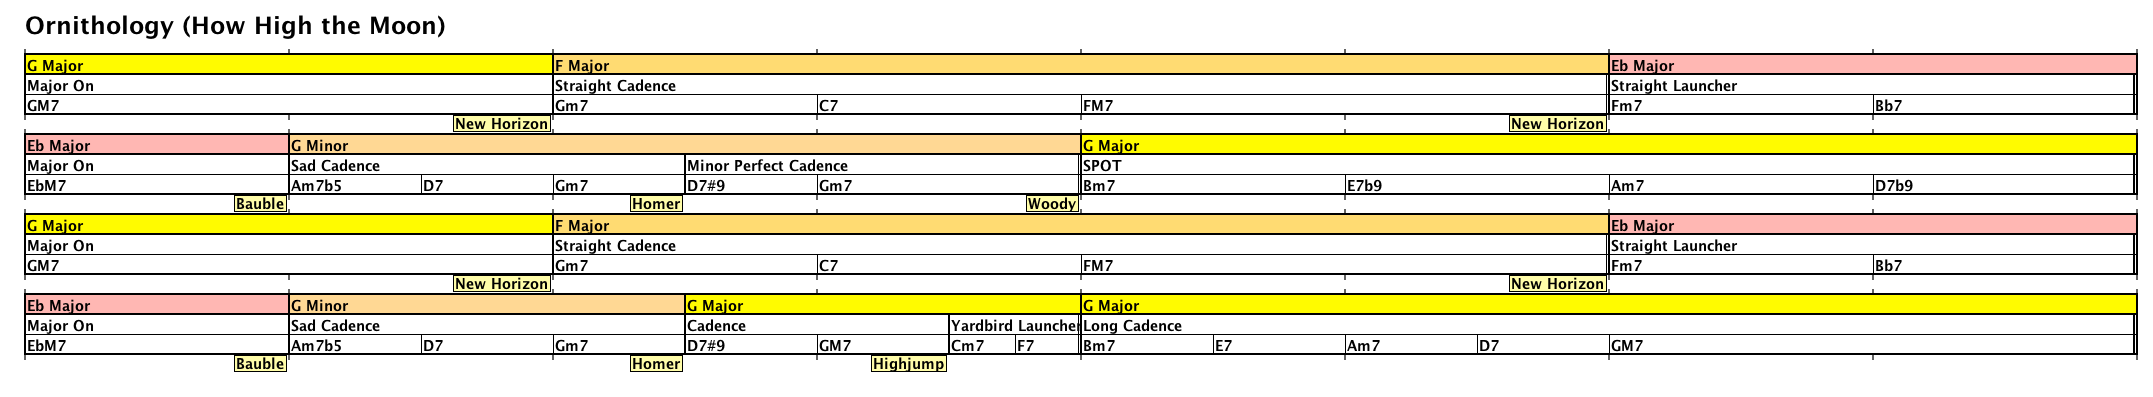 Ornithology (How High the Moon)
G Major F Major Eb Major
Major On Straight Cadence Straight Launcher
GM7 Gm7 C7 FM7 Fm7 Bb7
New Horizon New Horizon
Eb Major G Minor G Major
Major On Sad Cadence Minor Perfect Cadence SPOT
EbM7 Am7b5 D7 Gm7 D7#9 Gm7 Bm7 E7b9 Am7 D7b9
Bauble Homer Woody
G Major F Major Eb Major
Major On Straight Cadence Straight Launcher
GM7 Gm7 C7 FM7 Fm7 Bb7
New Horizon New Horizon
Eb Major G Minor G Major G Major
Major On Sad Cadence Cadence Yardbird Launcher Long Cadence
EbM7 Am7b5 D7 Gm7 D7#9 GM7 Cm7 F7 Bm7 E7 Am7 D7 GM7
Bauble Homer Highjump